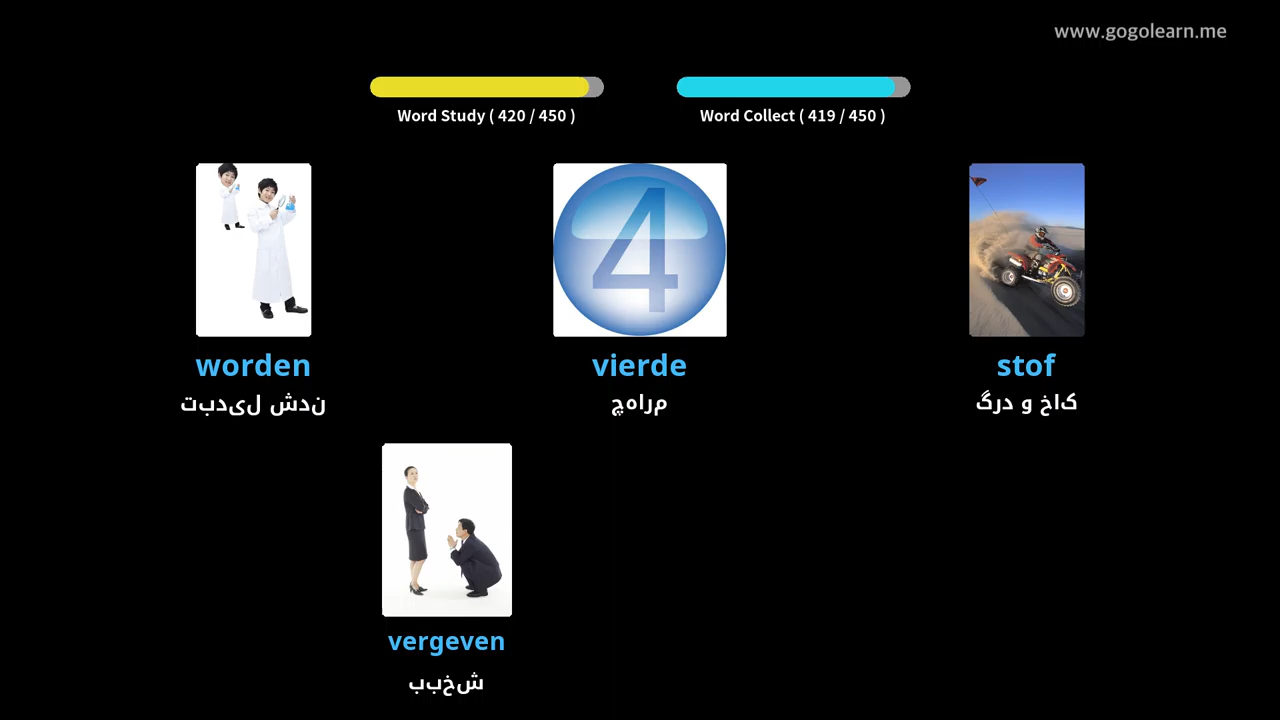 www.gogolearn.me
Word Study ( 420 / 450 )
Word Collect ( 419 / 450 )
worden
vierde
stof
ندش لیدبت
مراهچ
کاخ و درگ
vergeven
شخبب